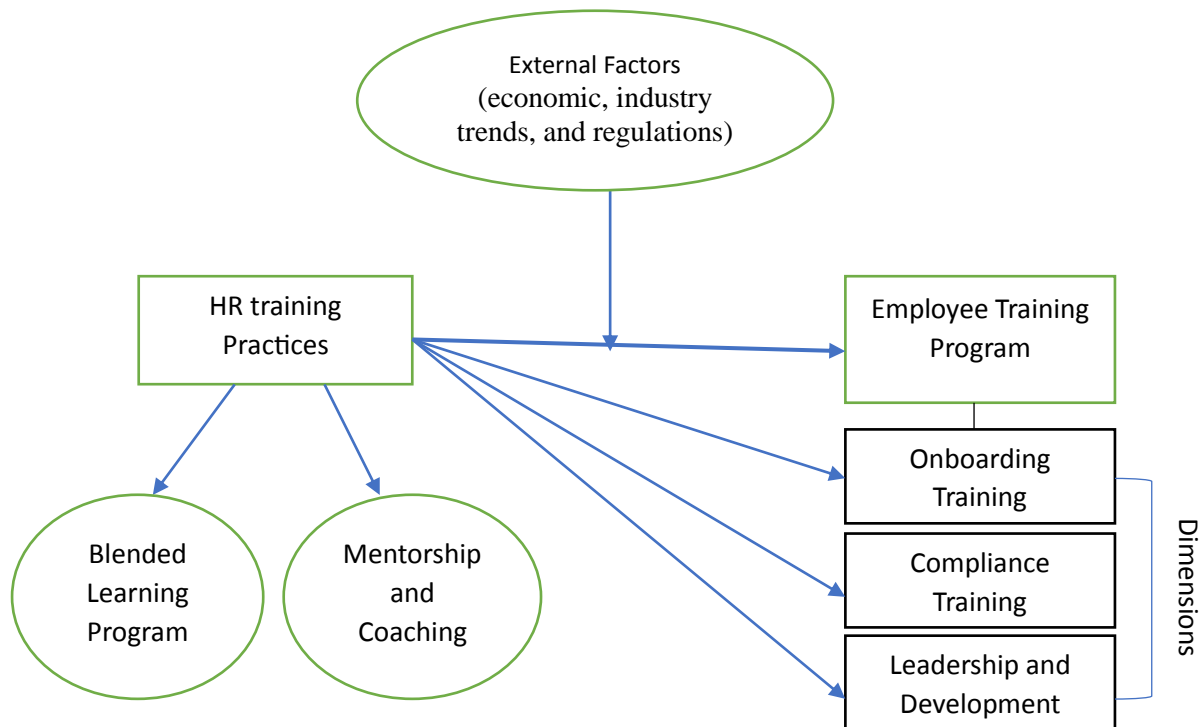 External Factors
(economic, industry
trends, and regulations)
HR training
Practices
Employee Training
Program
Onboarding
Training
Compliance
Training
Leadership and
Development
Dimensions
Blended
Learning
Program
Mentorship
and
Coaching